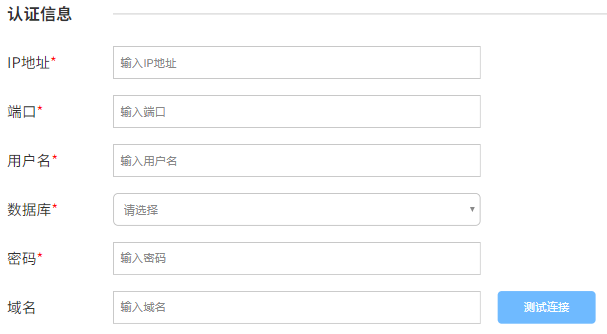 认证信息
IP地址*
输入IP地址
端口*
输入端口
用户名*
输入用户名
数据库*
请选择
密码*
输入密码
域名
输入域名
测试连接